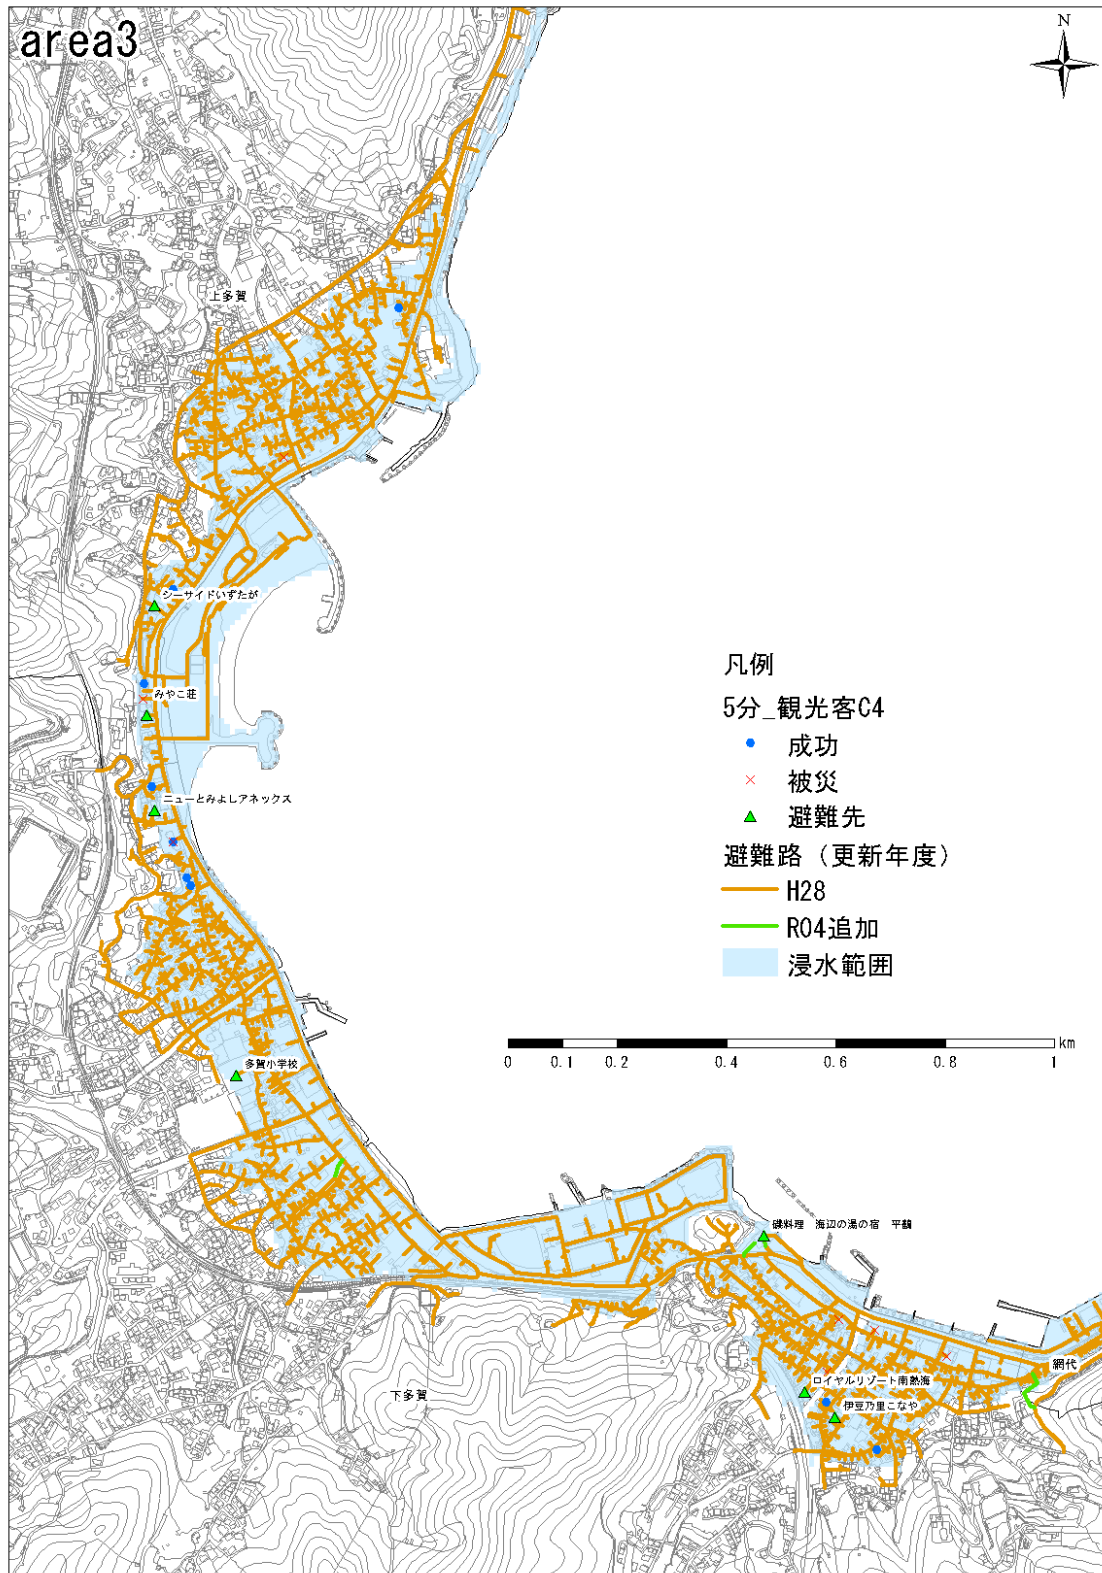 area3
N
上多賀
シーサイドいずたが
みやこ荘
ニューとみよしアネックス
凡例
5分_観光客C4
成功
被災
避難先
避難路（更新年度）
H28
R04追加
浸水範囲
0 0.1 0.2 0.4 0.6 0.8 1 km
多賀小学校
磯料理 海辺の湯の宿 平鶴
網代
ロイヤルリゾート南熱海
下多賀
伊豆乃里こなや